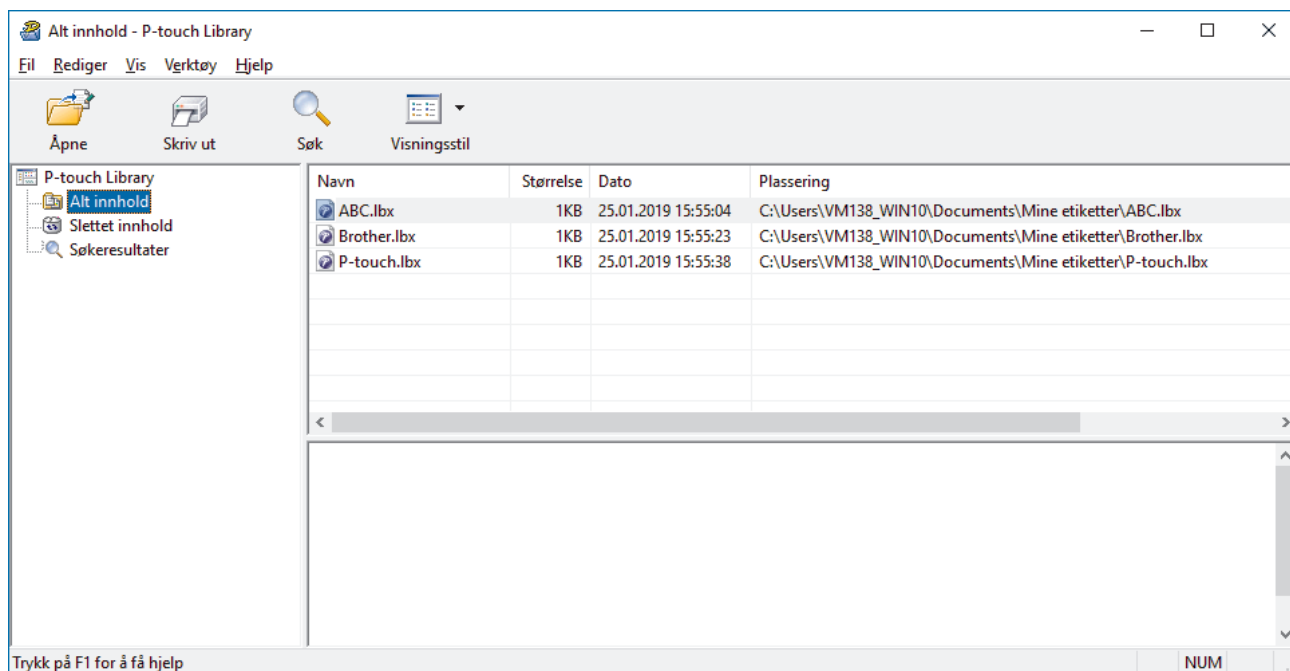 Alt innhold - P-touch Library
Fil Rediger Vis Verktøy Hjelp
Åpne Skriv ut Søk Visningsstil
P-touch Library
Alt innhold
Slettet innhold
Søkeresultater
Navn Størrelse Dato Plassering
ABC.lbx 1KB 25.01.2019 15:55:04 C:\Users\VM138_WIN10\Documents\Mine etiketter\ABC.lbx
Brother.lbx 1KB 25.01.2019 15:55:23 C:\Users\VM138_WIN10\Documents\Mine etiketter\Brother.lbx
P-touch.lbx 1KB 25.01.2019 15:55:38 C:\Users\VM138_WIN10\Documents\Mine etiketter\P-touch.lbx
Trykk på F1 for å få hjelp NUM